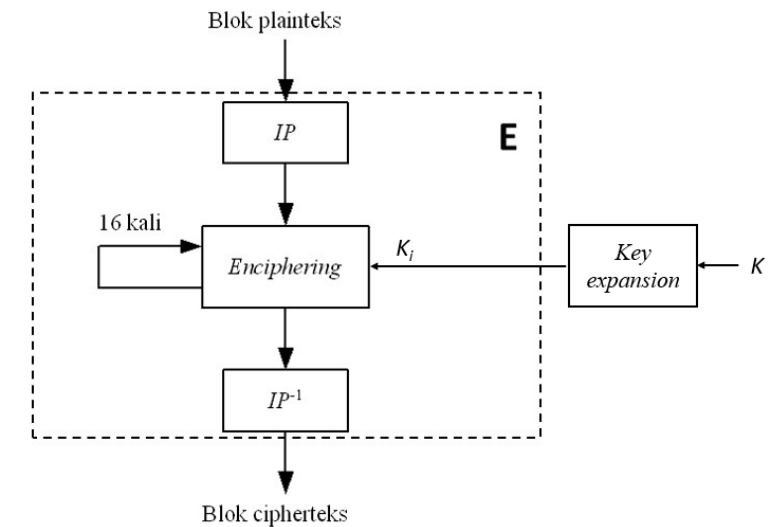 Blok plainteks
IP
E
16 kali
Enciphering
Kᵢ
Key
expansion
K
IP⁻¹
Blok cipherteks